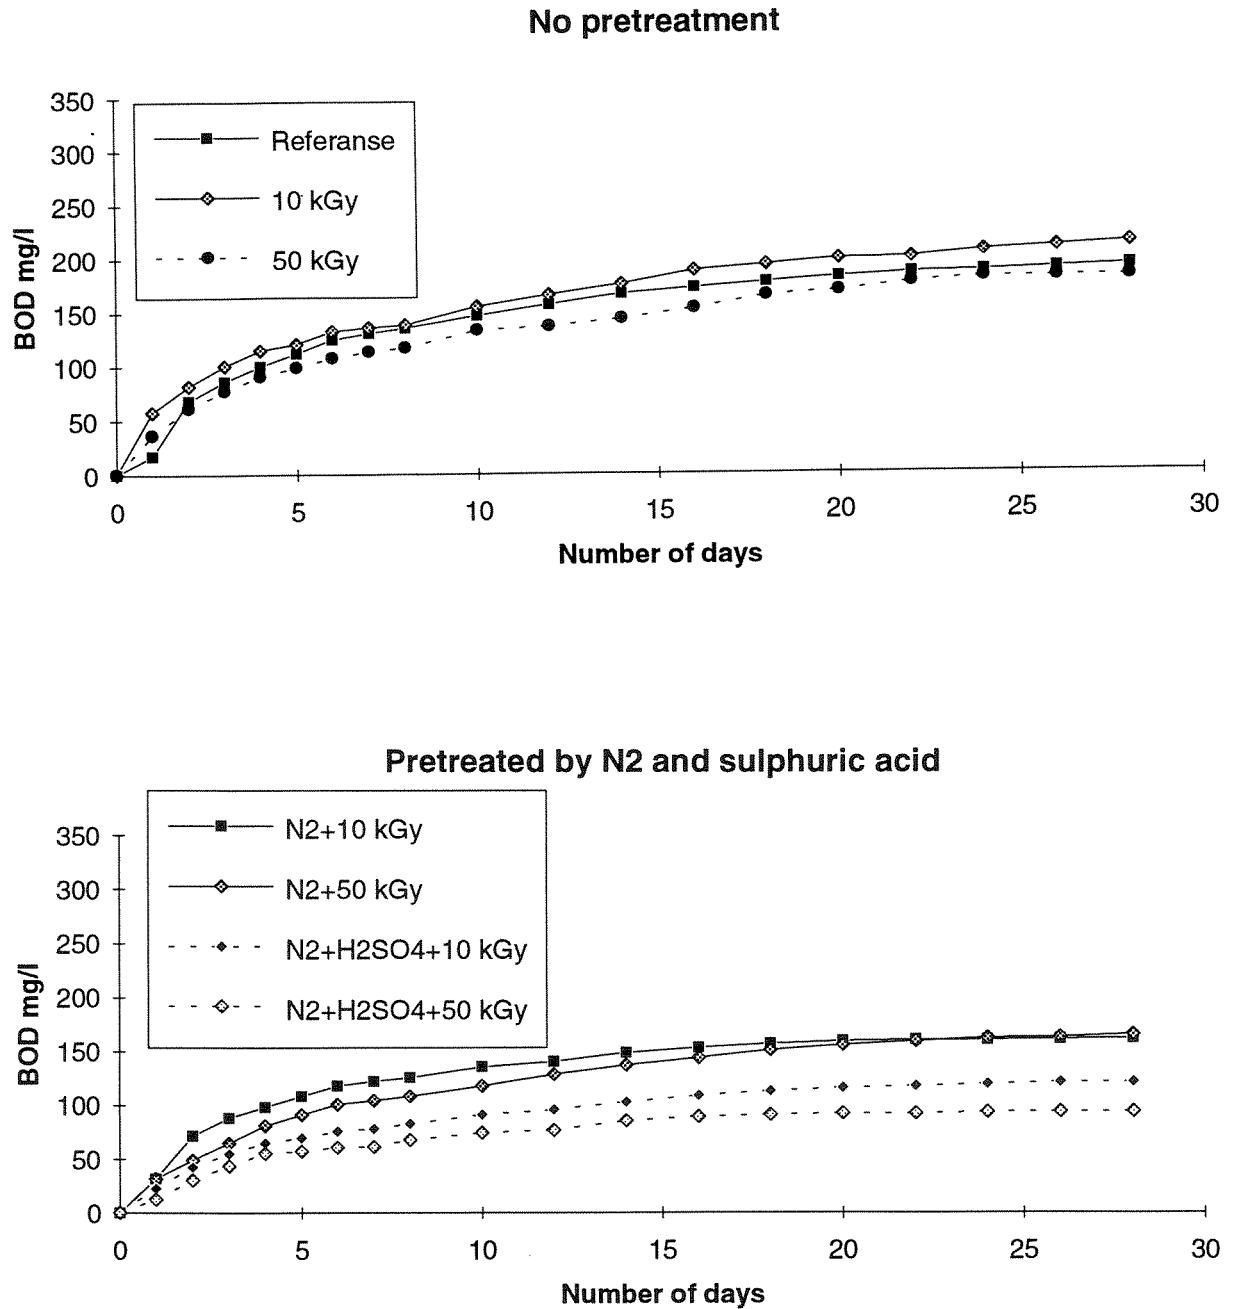 No pretreatment
350
300
250
200
150
100
50
0
BOD mg/l
Referanse
10 kGy
50 kGy
0 5 10 15 20 25 30
Number of days
Pretreated by N2 and sulphuric acid
350
300
250
200
150
100
50
0
BOD mg/l
N2+10 kGy
N2+50 kGy
N2+H2SO4+10 kGy
N2+H2SO4+50 kGy
0 5 10 15 20 25 30
Number of days